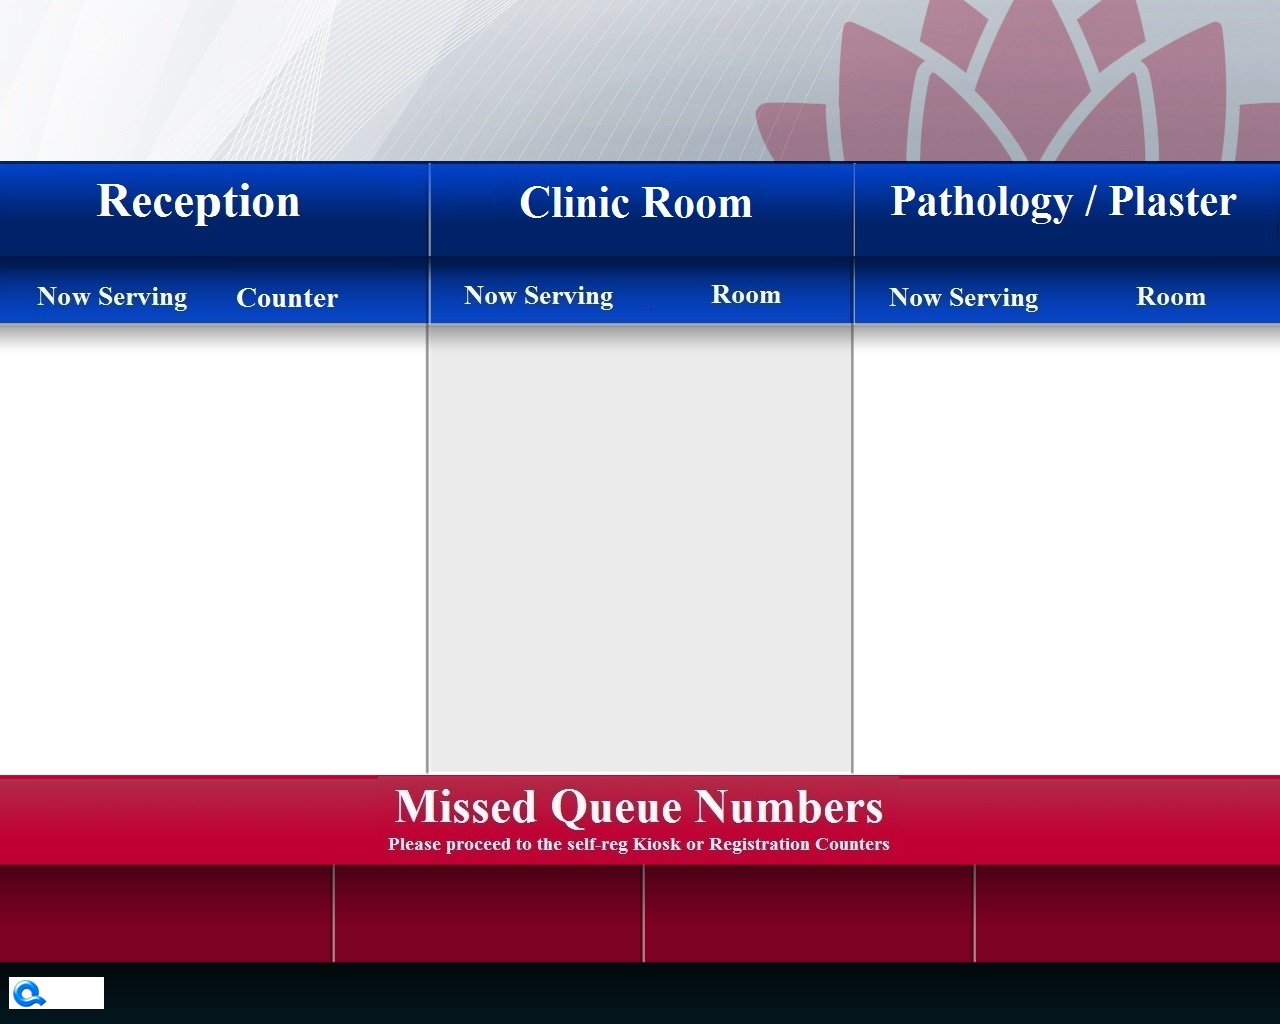 Reception
Clinic Room
Pathology / Plaster
Now Serving
Counter
Now Serving
Room
Now Serving
Room
Missed Queue Numbers
Please proceed to the self-reg Kiosk or Registration Counters